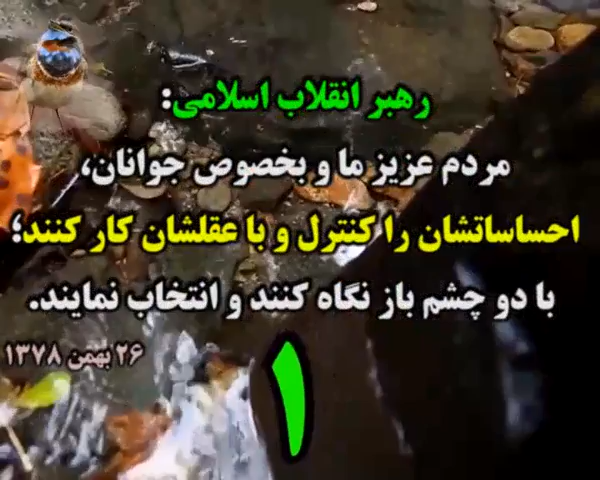 رهبر انقلاب اسلامی:
مردم عزیز ما و بخصوص جوانان،
احساساتشان را کنترل و با عقلشان کار کنند؛
با دو چشم باز نگاه کنند و انتخاب نمایند.
۲۶ بهمن ۱۳۷۸
۱